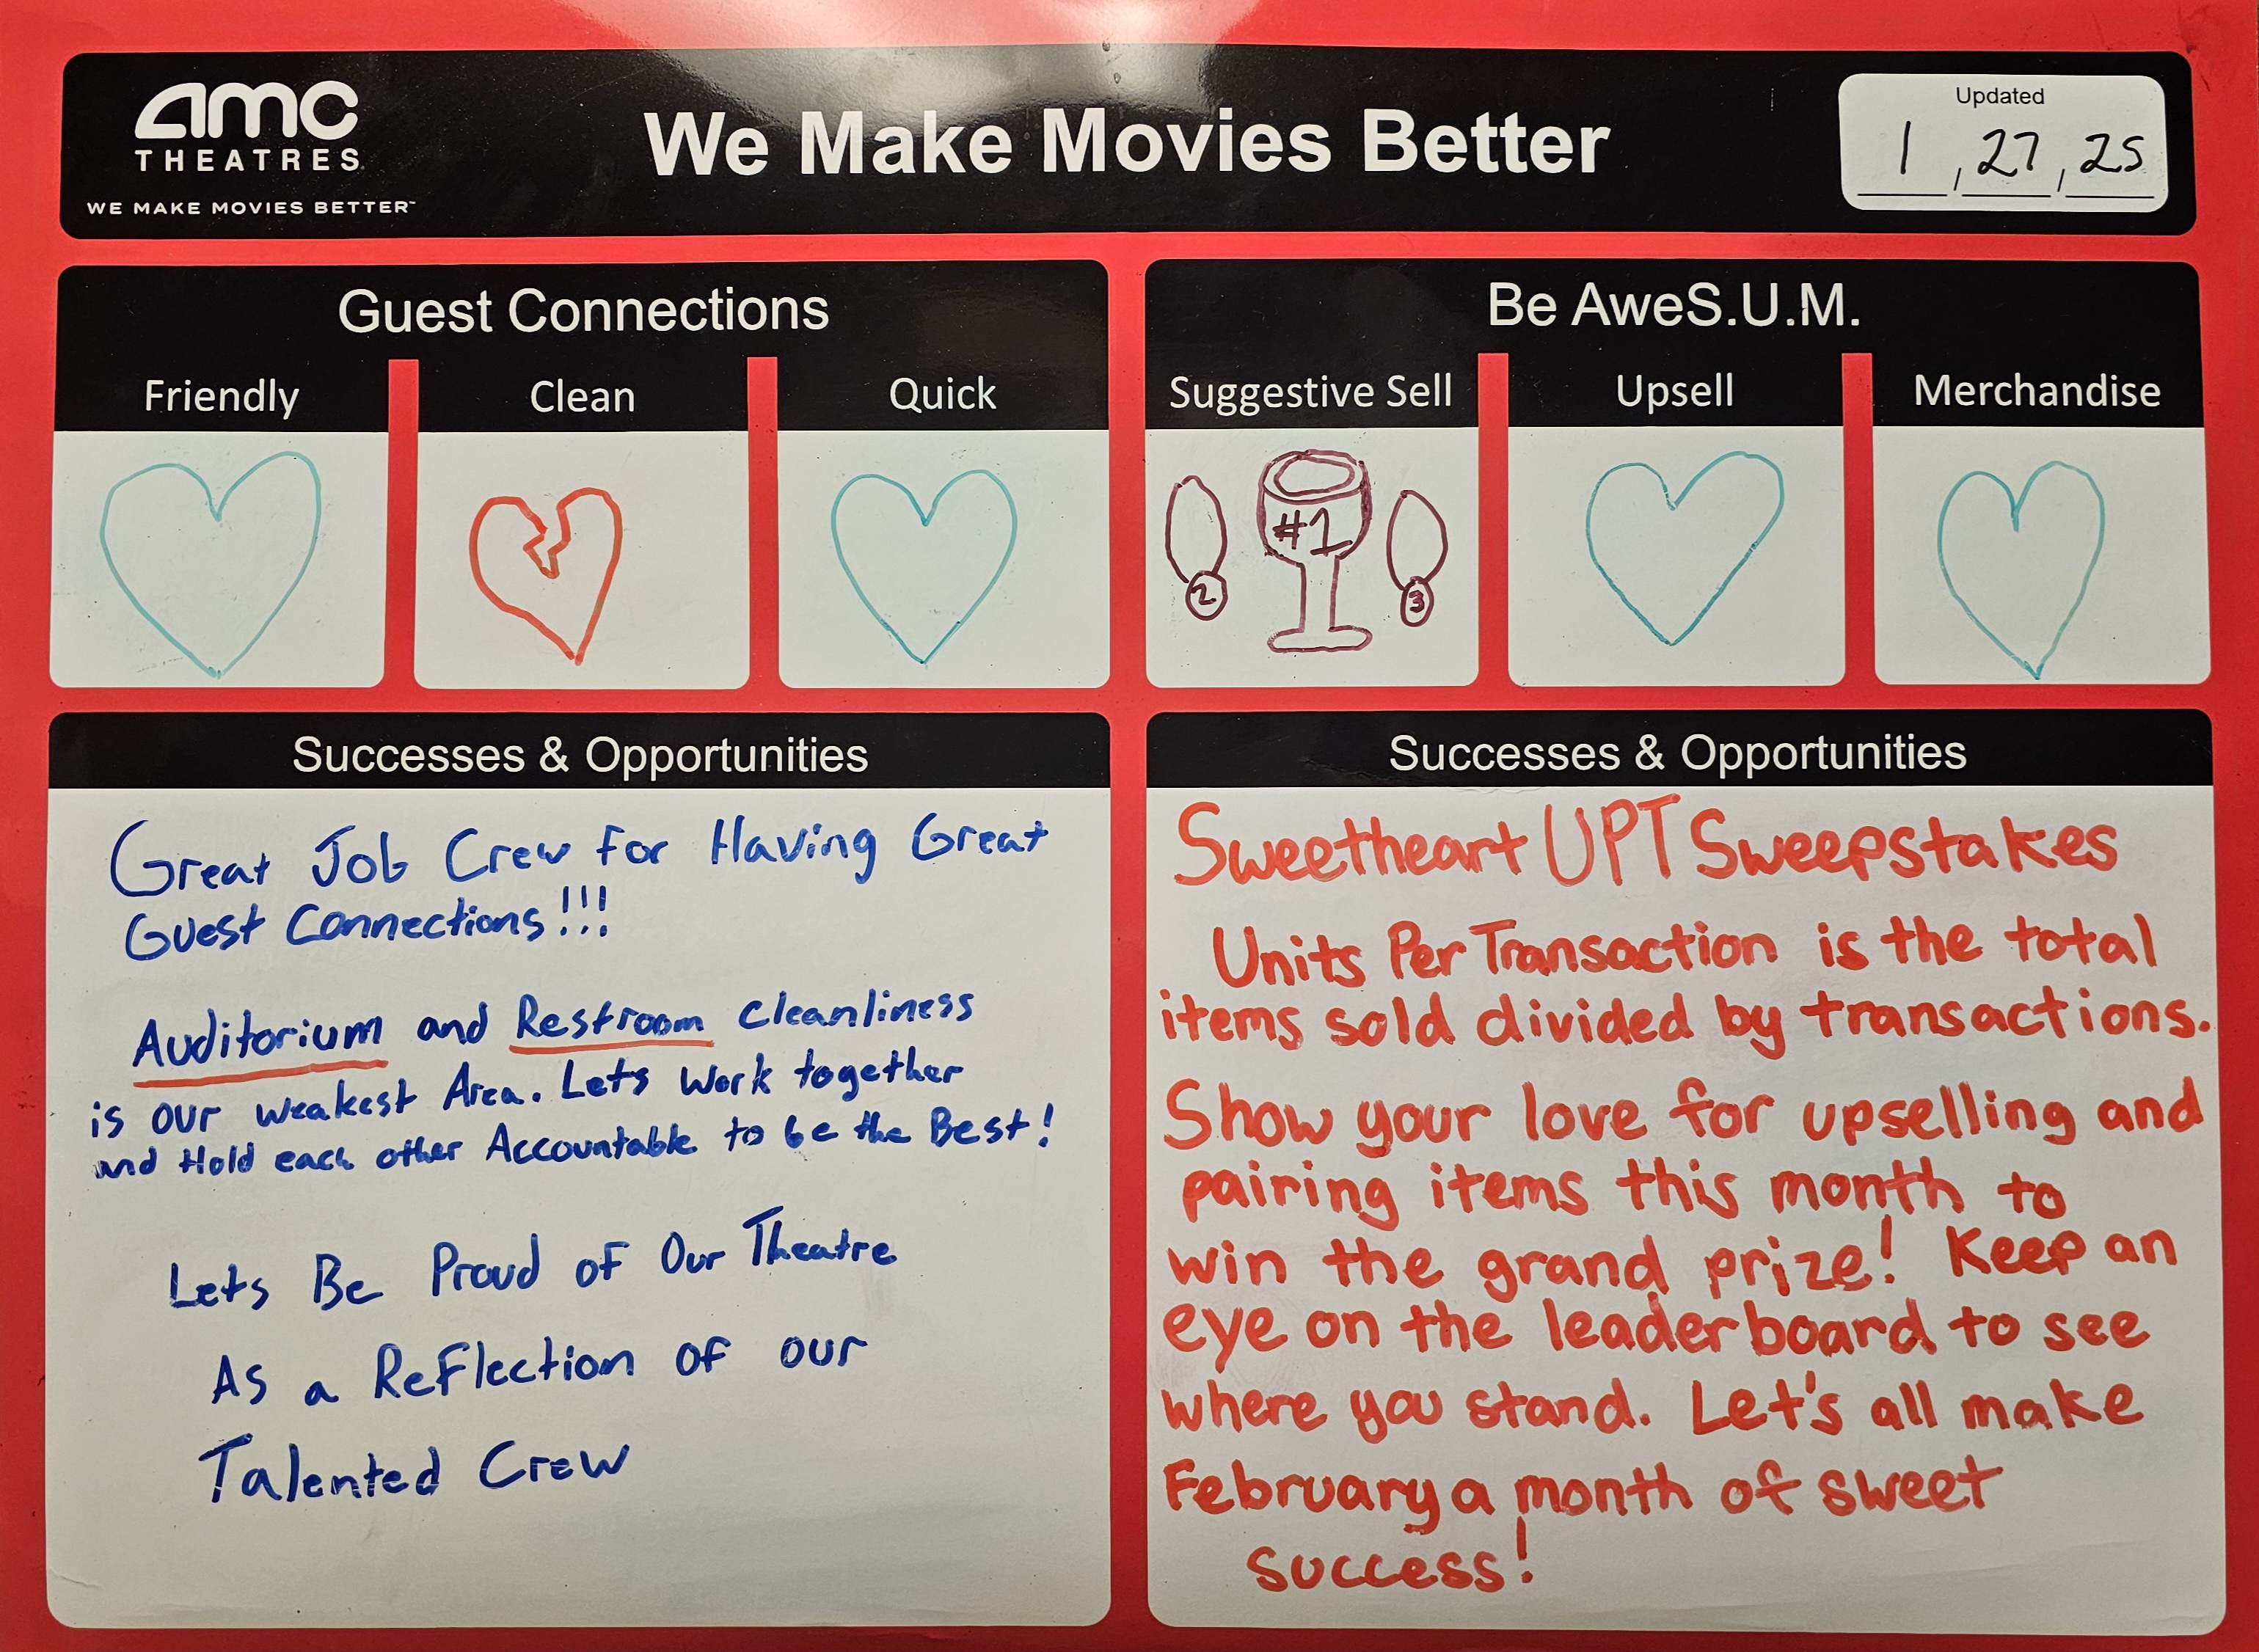 amc
THEATRES
WE MAKE MOVIES BETTER™
We Make Movies Better
Updated
1 / 27 / 25
Guest Connections
Friendly
Clean
Quick
Be AweS.U.M.
Suggestive Sell
Upsell
Merchandise
2
#1
3
Successes & Opportunities
Great Job Crew For Having Great
Guest Connections!!!
Auditorium and Restroom cleanliness
is our weakest Area. Lets work together
and Hold each other Accountable to be the Best!
Lets Be Proud of Our Theatre
As a Reflection of our
Talented Crew
Successes & Opportunities
Sweetheart UPT Sweepstakes
Units Per Transaction is the total
items sold divided by transactions.
Show your love for upselling and
pairing items this month to
win the grand prize! Keep an
eye on the leaderboard to see
where you stand. Let's all make
February a month of sweet
success!